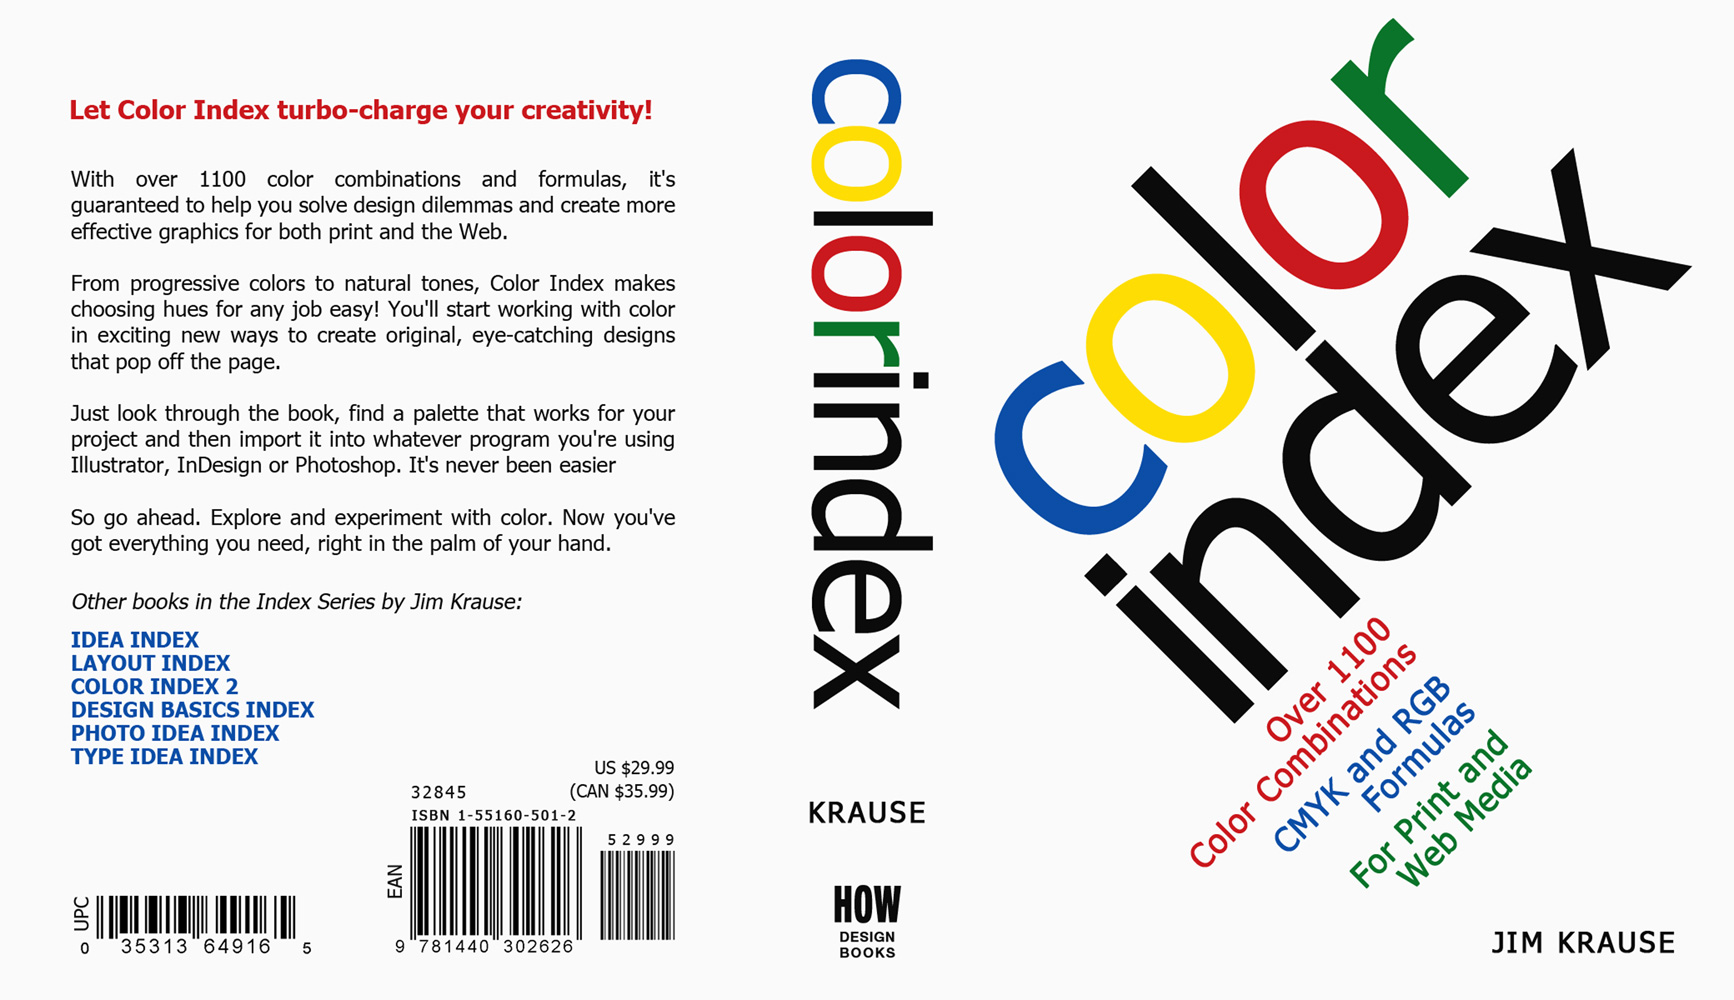 Let Color Index turbo-charge your creativity!
With over 1100 color combinations and formulas, it's
guaranteed to help you solve design dilemmas and create more
effective graphics for both print and the Web.
From progressive colors to natural tones, Color Index makes
choosing hues for any job easy! You'll start working with color
in exciting new ways to create original, eye-catching designs
that pop off the page.
Just look through the book, find a palette that works for your
project and then import it into whatever program you're using
Illustrator, InDesign or Photoshop. It's never been easier
So go ahead. Explore and experiment with color. Now you've
got everything you need, right in the palm of your hand.
Other books in the Index Series by Jim Krause:
IDEA INDEX
LAYOUT INDEX
COLOR INDEX 2
DESIGN BASICS INDEX
PHOTO IDEA INDEX
TYPE IDEA INDEX
US $29.99
(CAN $35.99)
32845
ISBN 1-55160-501-2
52999
EAN
9 781440 302626
UPC
0 35313 64916 5
colorindex
KRAUSE
HOW
DESIGN
BOOKS
color
index
Over 1100
Color Combinations
CMYK and RGB
Formulas
For Print and
Web Media
JIM KRAUSE